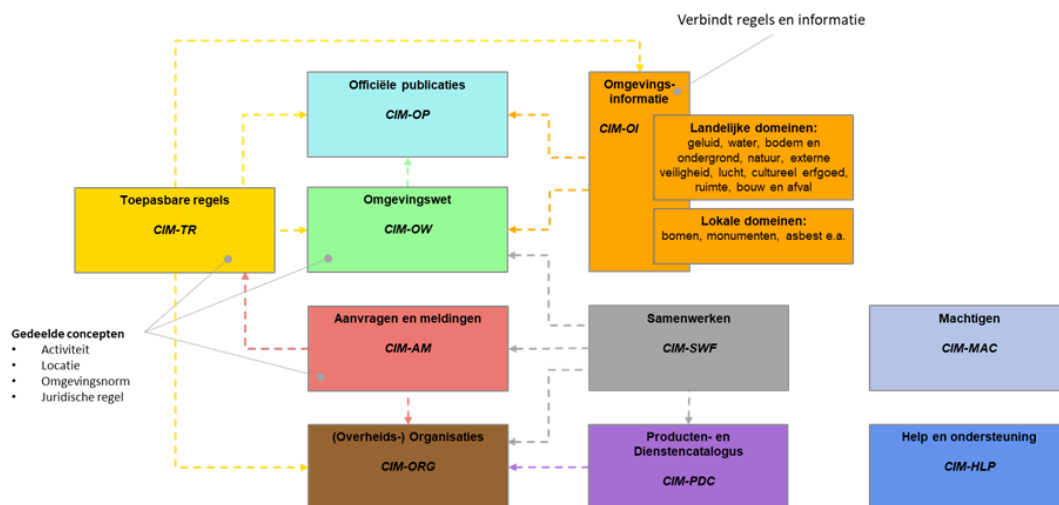 Verbindt regels en informatie
Officiële publicaties
CIM-OP
Omgevings-
informatie
CIM-OI
Landelijke domeinen:
geluid, water, bodem en
ondergrond, natuur, externe
veiligheid, lucht, cultureel erfgoed,
ruimte, bouw en afval
Lokale domeinen:
bomen, monumenten, asbest e.a.
Toepasbare regels
CIM-TR
Omgevingswet
CIM-OW
Gedeelde concepten
• Activiteit
• Locatie
• Omgevingsnorm
• Juridische regel
Aanvragen en meldingen
CIM-AM
Samenwerken
CIM-SWF
Machtigen
CIM-MAC
(Overheids-) Organisaties
CIM-ORG
Producten- en
Dienstencatalogus
CIM-PDC
Help en ondersteuning
CIM-HLP